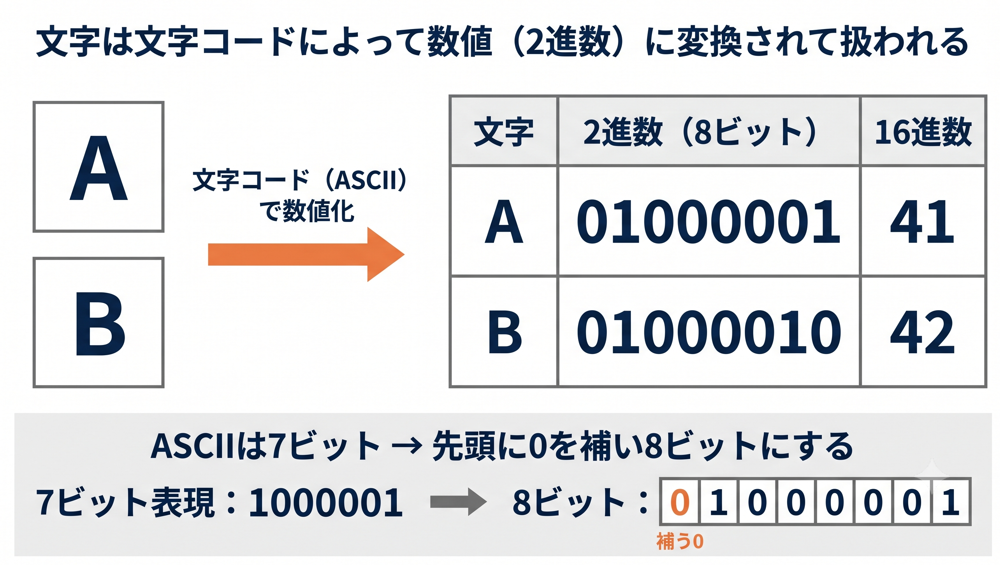 文字は文字コードによって数値（2進数）に変換されて扱われる
A
B
文字コード（ASCII）
で数値化
文字 2進数（8ビット） 16進数
A 01000001 41
B 01000010 42
ASCIIは7ビット → 先頭に0を補い8ビットにする
7ビット表現：1000001 8ビット：0 1 0 0 0 0 0 1
補う0